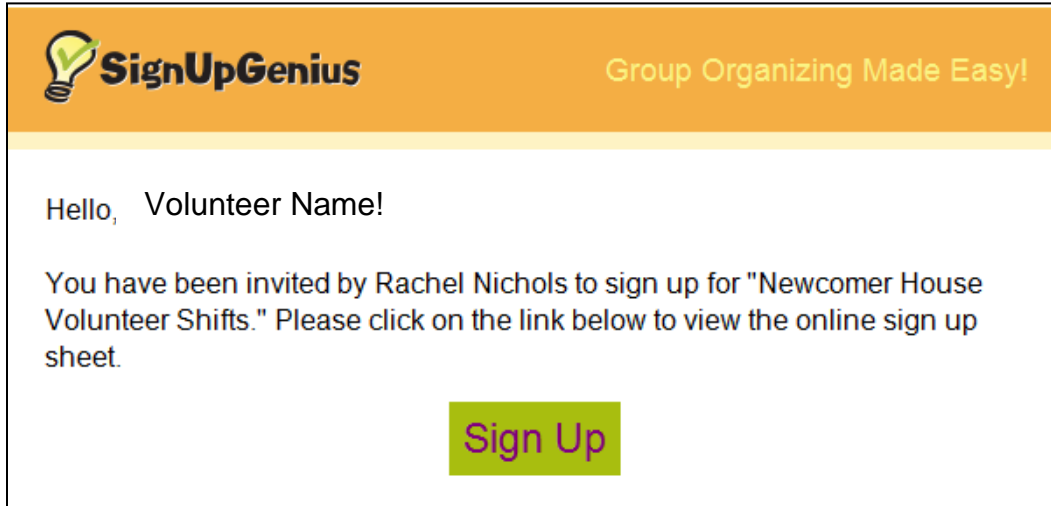 SignUpGenius
Group Organizing Made Easy!
Hello, Volunteer Name!
You have been invited by Rachel Nichols to sign up for "Newcomer House
Volunteer Shifts." Please click on the link below to view the online sign up
sheet.
Sign Up